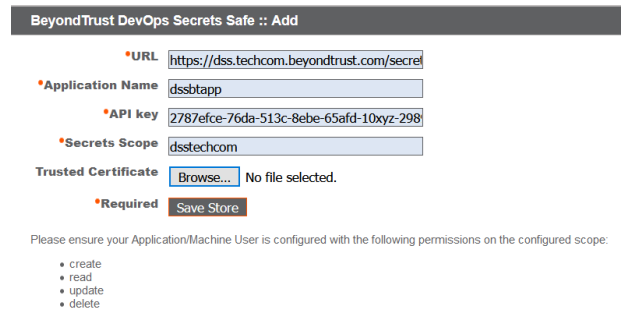 BeyondTrust DevOps Secrets Safe :: Add
*URL https://dss.techcom.beyondtrust.com/secret
*Application Name dssbtapp
*API key 2787efce-76da-513c-8ebe-65afd-10xyz-298
*Secrets Scope dsstechcom
Trusted Certificate Browse... No file selected.
*Required Save Store
Please ensure your Application/Machine User is configured with the following permissions on the configured scope:
• create
• read
• update
• delete